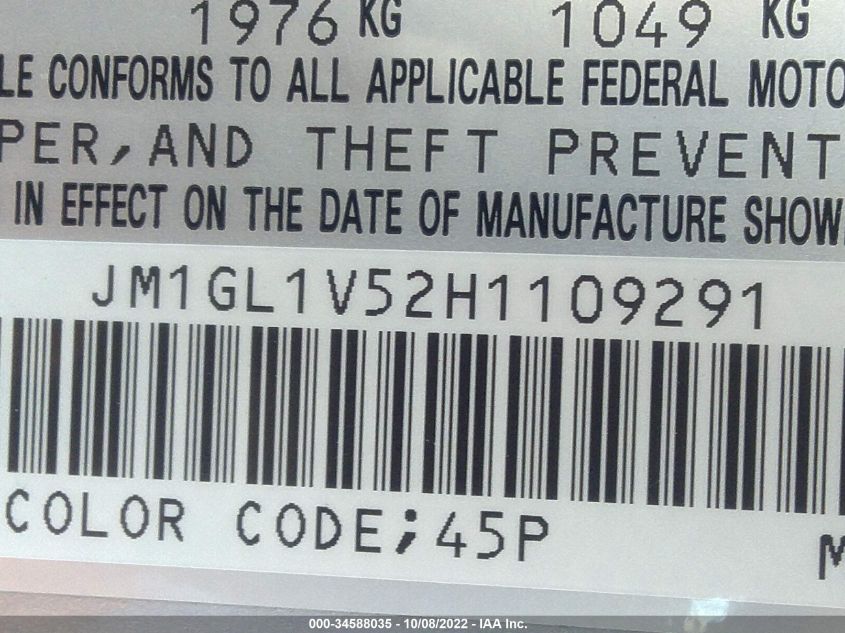 1976 KG 1049 KG
LE CONFORMS TO ALL APPLICABLE FEDERAL MOTO
PER, AND THEFT PREVENT
IN EFFECT ON THE DATE OF MANUFACTURE SHOW
JM1GL1V52H1109291
COLOR CODE;45P M
000-34588035 - 10/08/2022 - IAA Inc.